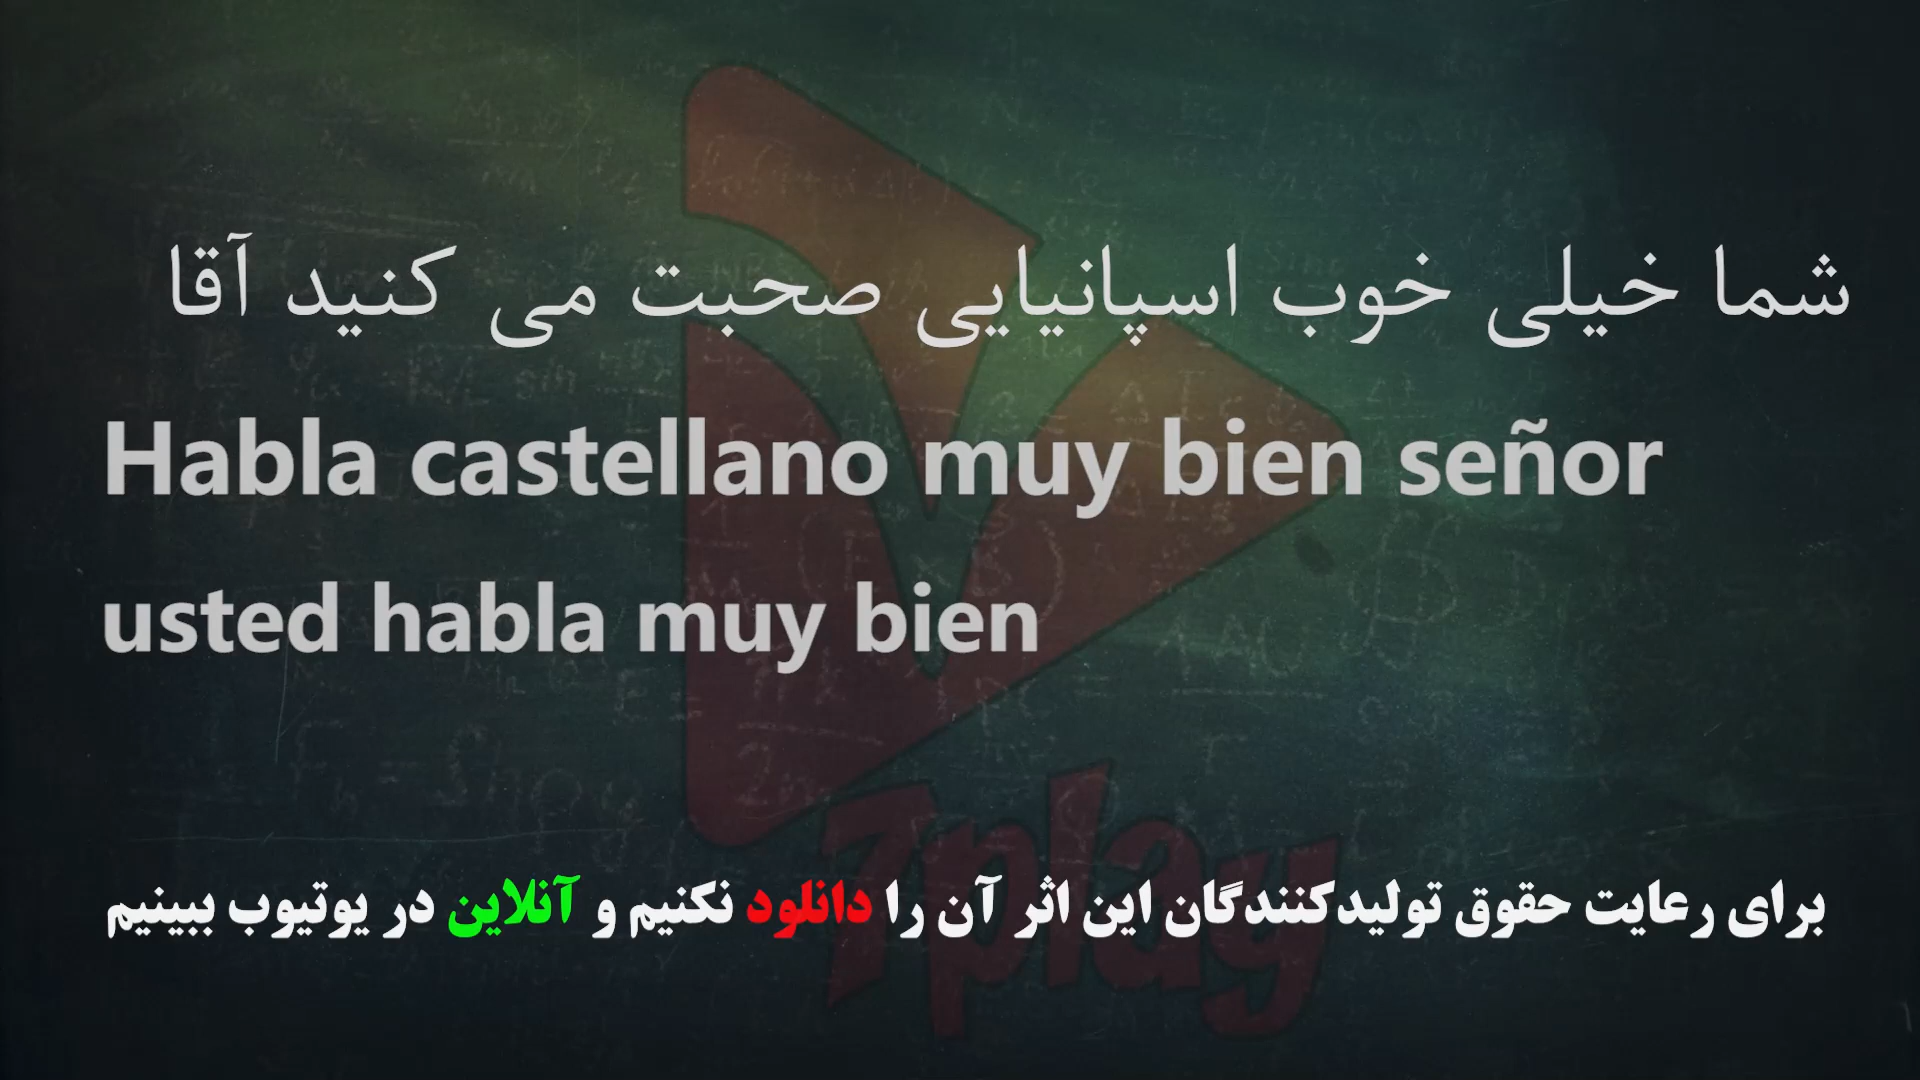 شما خیلی خوب اسپانیایی صحبت می کنید آقا
Habla castellano muy bien señor
usted habla muy bien
برای رعایت حقوق تولیدکنندگان این اثر آن را دانلود نکنیم و آنلاین در یوتیوب ببینیم
7play